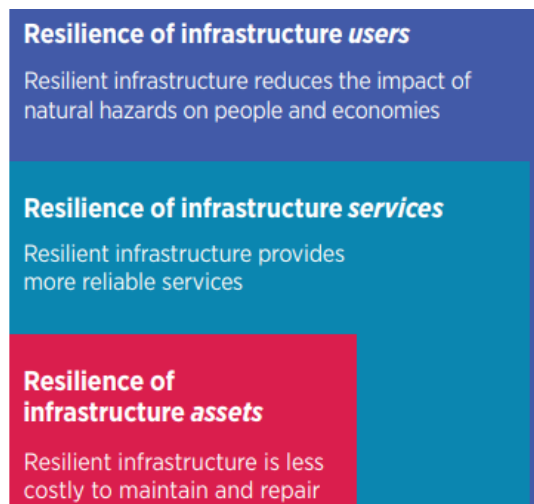 Resilience of infrastructure users
Resilient infrastructure reduces the impact of
natural hazards on people and economies
Resilience of infrastructure services
Resilient infrastructure provides
more reliable services
Resilience of
infrastructure assets
Resilient infrastructure is less
costly to maintain and repair